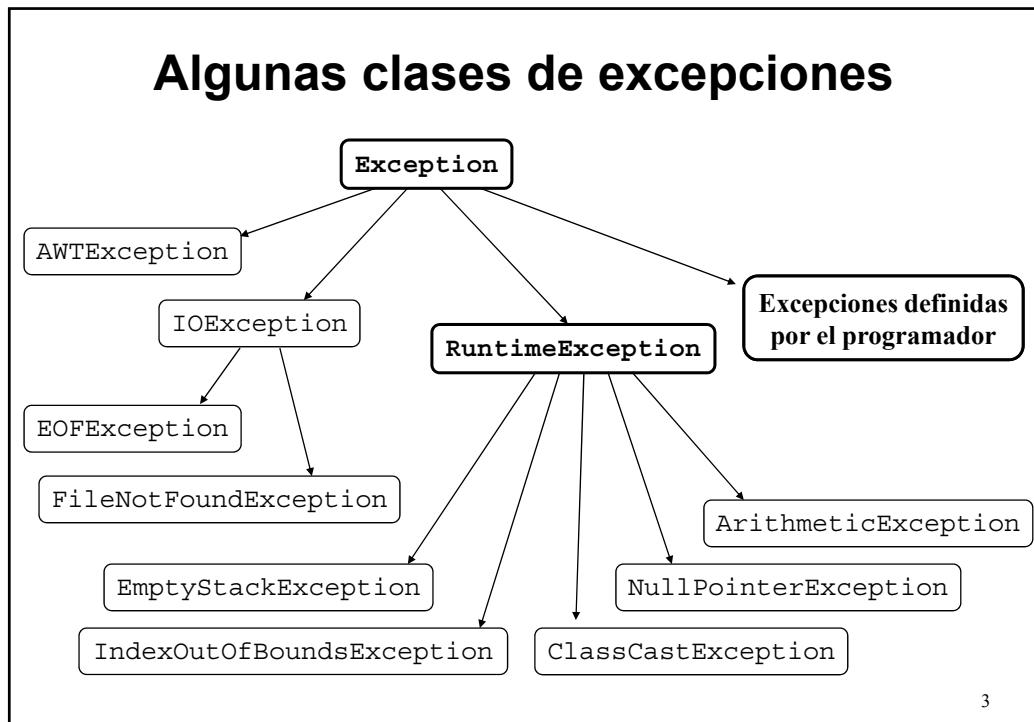 Algunas clases de excepciones
Exception
AWTException
IOException
Excepciones definidas
por el programador
RuntimeException
EOFException
FileNotFoundException
ArithmeticException
EmptyStackException
NullPointerException
IndexOutOfBoundsException
ClassCastException
3